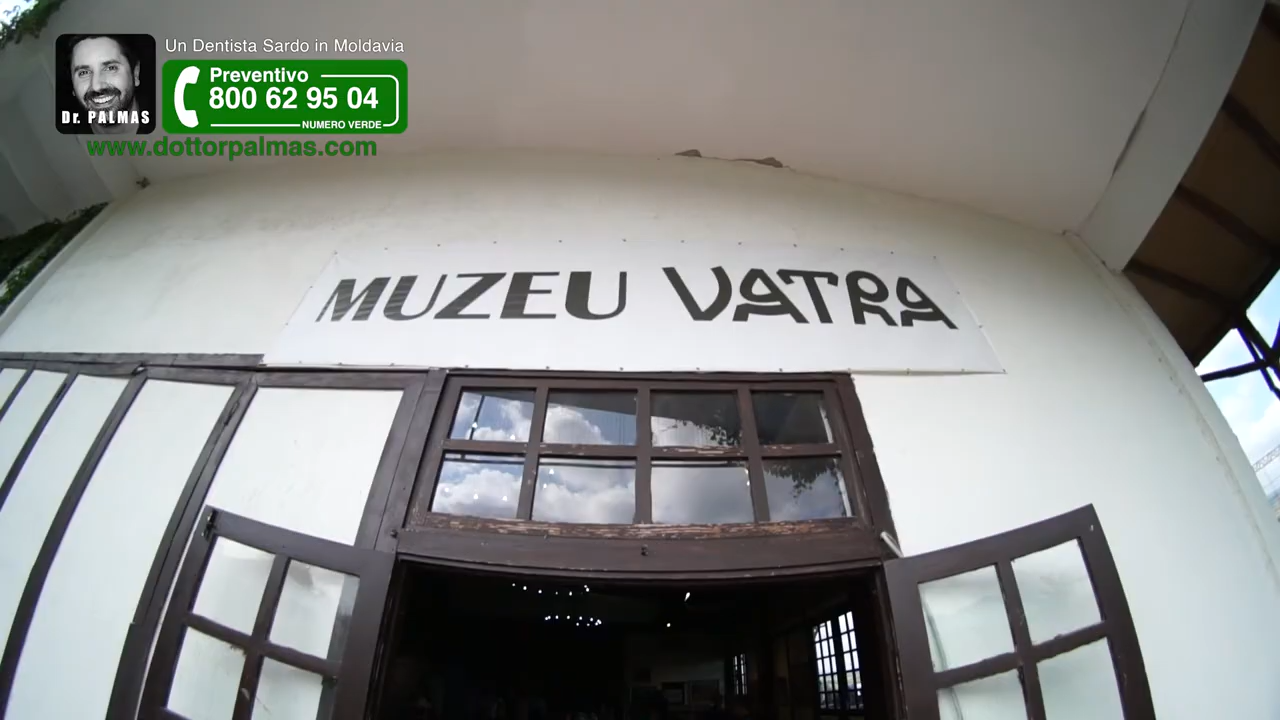 Un Dentista Sardo in Moldavia
Dr. PALMAS
Preventivo
800 62 95 04
NUMERO VERDE
www.dottorpalmas.com
MUZEU VATRA